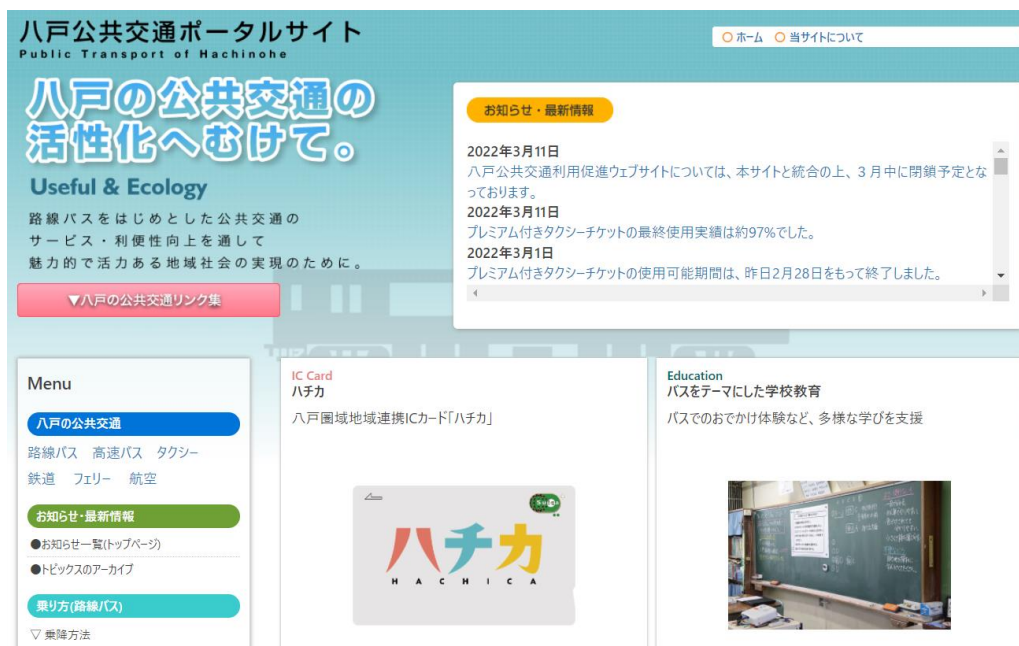 八戸公共交通ポータルサイト
Public Transport of Hachinohe
ホーム 当サイトについて
八戸の公共交通の
活性化へむけて。
Useful & Ecology
路線バスをはじめとした公共交通の
サービス・利便性向上を通して
魅力的で活力ある地域社会の実現のために。
▼八戸の公共交通リンク集
お知らせ・最新情報
2022年3月11日
八戸公共交通利用促進ウェブサイトについては、本サイトと統合の上、3月中に閉鎖予定とな
っております。
2022年3月11日
プレミアム付きタクシーチケットの最終使用実績は約97%でした。
2022年3月1日
プレミアム付きタクシーチケットの使用可能期間は、昨日2月28日をもって終了しました。
Menu
八戸の公共交通
路線バス 高速バス タクシー
鉄道 フェリー 航空
お知らせ・最新情報
●お知らせ一覧(トップページ)
●トピックスのアーカイブ
乗り方(路線バス)
▽ 乗降方法
IC Card
ハチカ
八戸圏域地域連携ICカード「ハチカ」
Suica
ハチカ
HACHICA
Education
バスをテーマにした学校教育
バスでのおでかけ体験など、多様な学びを支援